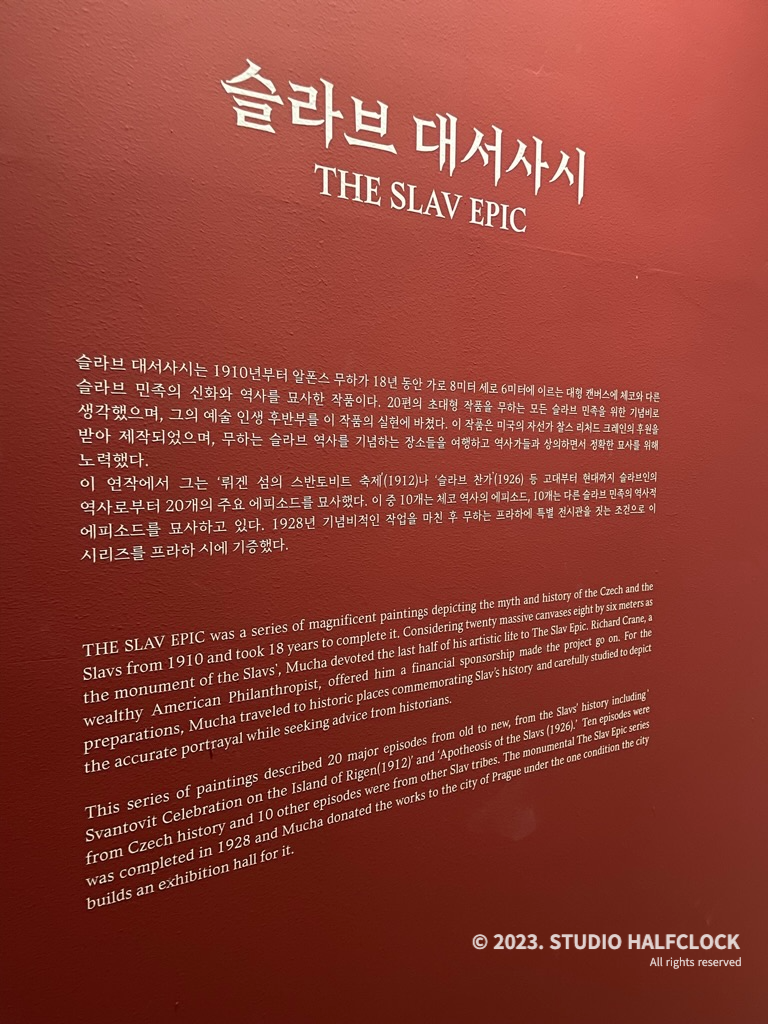 슬라브 대서사시
THE SLAV EPIC
슬라브 대서사시는 1910년부터 알폰스 무하가 18년 동안 가로 8미터 세로 6미터에 이르는 대형 캔버스에 체코와 다른
슬라브 민족의 신화와 역사를 묘사한 작품이다. 20편의 초대형 작품을 무하는 모든 슬라브 민족을 위한 기념비로
생각했으며, 그의 예술 인생 후반부를 이 작품의 실현에 바쳤다. 이 작품은 미국의 자선가 찰스 리처드 크레인의 후원을
받아 제작되었으며, 무하는 슬라브 역사를 기념하는 장소들을 여행하고 역사가들과 상의하면서 정확한 묘사를 위해
노력했다.
이 연작에서 그는 '뤼겐 섬의 스반토비트 축제'(1912)나 '슬라브 찬가'(1926) 등 고대부터 현대까지 슬라브인의
역사로부터 20개의 주요 에피소드를 묘사했다. 이 중 10개는 체코 역사의 에피소드, 10개는 다른 슬라브 민족의 역사적
에피소드를 묘사하고 있다. 1928년 기념비적인 작업을 마친 후 무하는 프라하에 특별 전시관을 짓는 조건으로 이
시리즈를 프라하 시에 기증했다.
THE SLAV EPIC was a series of magnificent paintings depicting the myth and history of the Czech and the
Slavs from 1910 and took 18 years to complete it. Considering twenty massive canvases eight by six meters as
the monument of the Slavs', Mucha devoted the last half of his artistic life to The Slav Epic. Richard Crane, a
wealthy American Philanthropist, offered him a financial sponsorship made the project go on. For the
preparations, Mucha traveled to historic places commemorating Slav's history and carefully studied to depict
the accurate portrayal while seeking advice from historians.
This series of paintings described 20 major episodes from old to new, from the Slavs' history including'
Svantovit Celebration on the Island of Rigen(1912)' and 'Apotheosis of the Slavs (1926).' Ten episodes were
from Czech history and 10 other episodes were from other Slav tribes. The monumental The Slav Epic series
was completed in 1928 and Mucha donated the works to the city of Prague under the one condition the city
builds an exhibition hall for it.
© 2023. STUDIO HALFCLOCK
All rights reserved